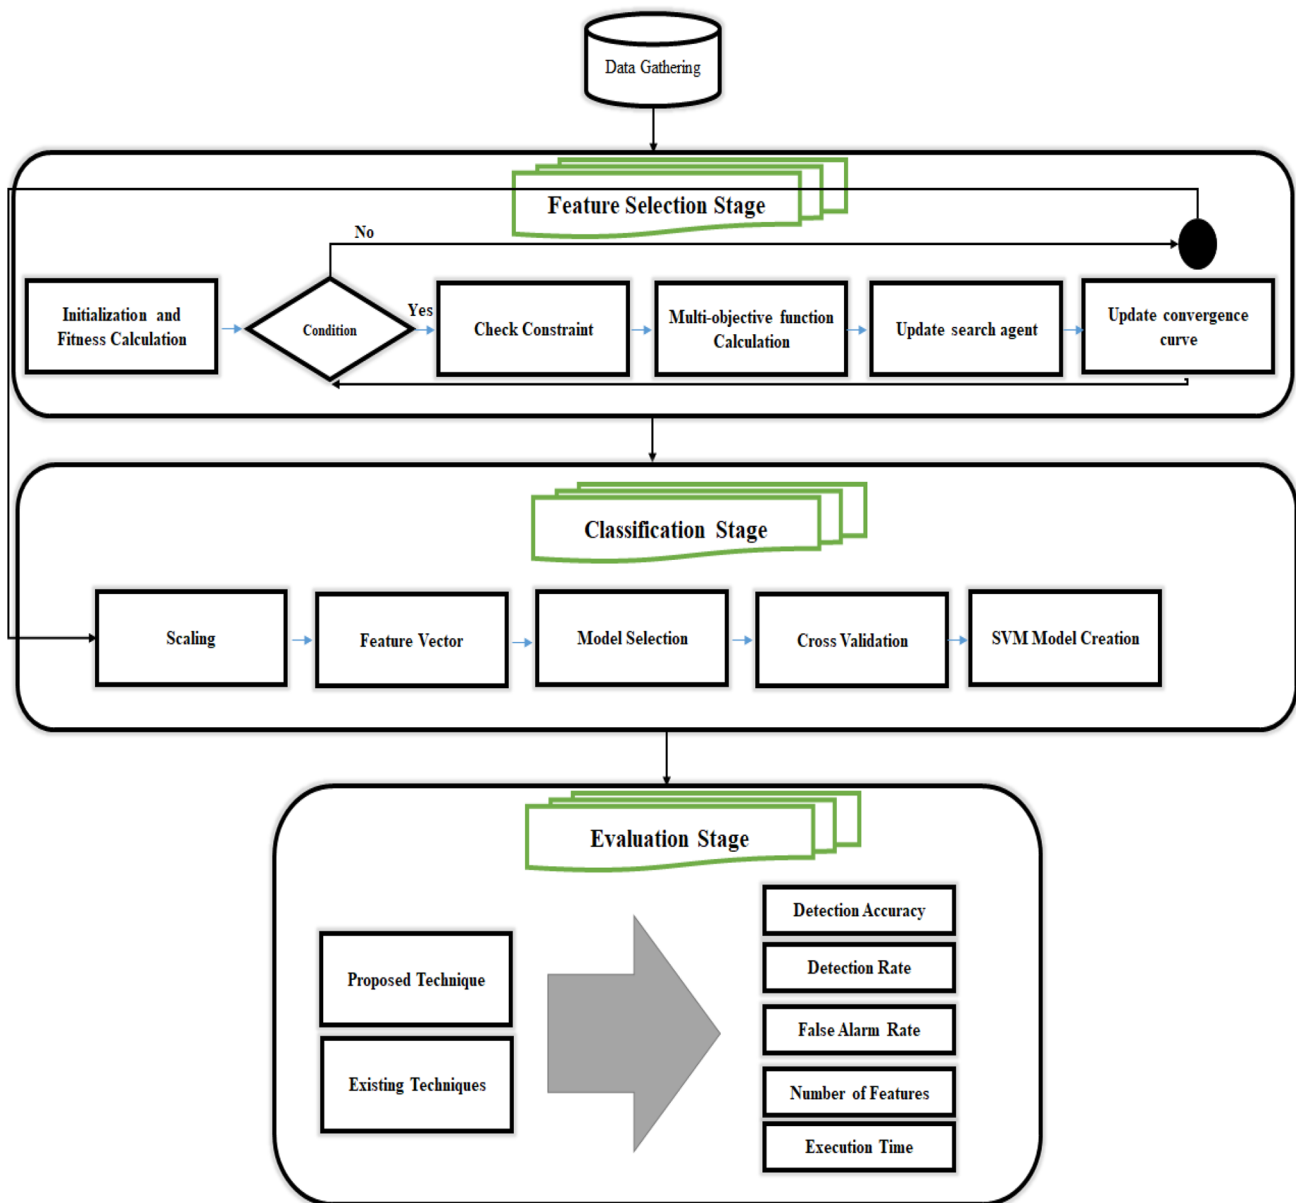 Data Gathering
Feature Selection Stage
No
Initialization and
Fitness Calculation
Condition
Yes
Check Constraint
Multi-objective function
Calculation
Update search agent
Update convergence
curve
Classification Stage
Scaling
Feature Vector
Model Selection
Cross Validation
SVM Model Creation
Evaluation Stage
Proposed Technique
Existing Techniques
Detection Accuracy
Detection Rate
False Alarm Rate
Number of Features
Execution Time